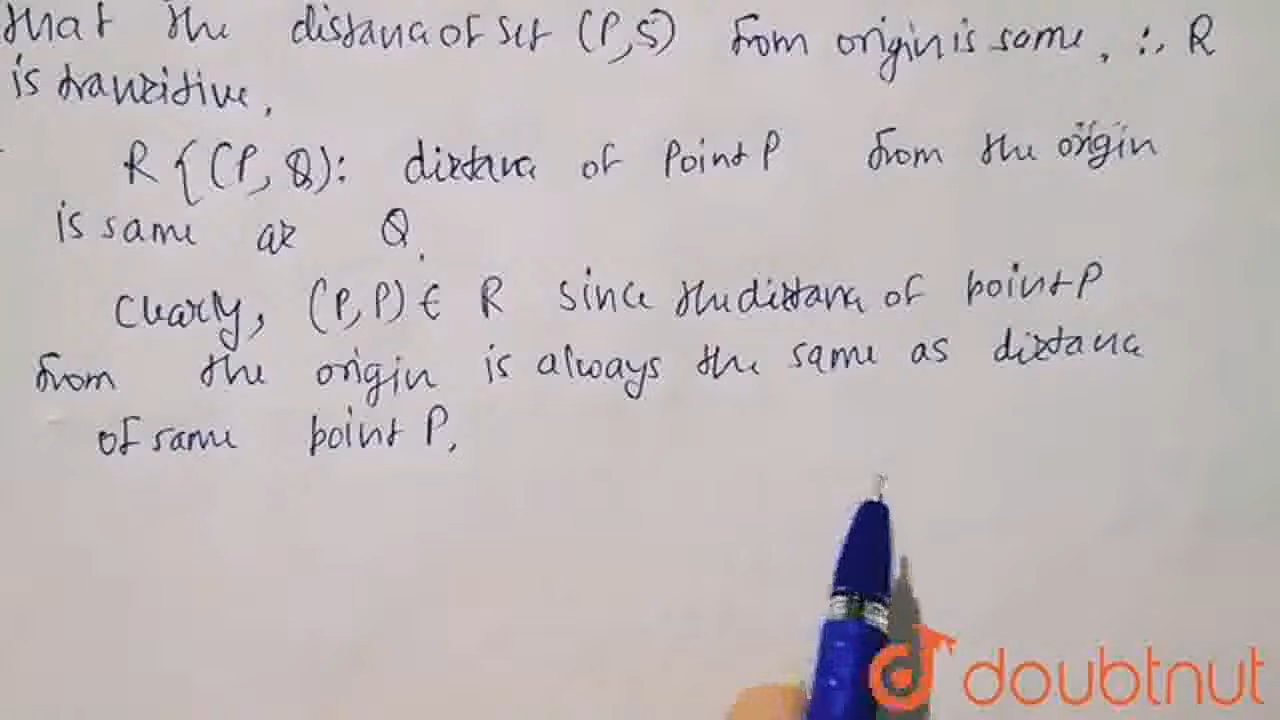 that the distance of set (P,S) from origin is same, ∴ R
is tranzitive,
R {(P, Q): distance of Point P from the origin
is same as Q.
Clearly, (P,P) ∈ R since the distance of point P
from the origin is always the same as distance
of same point P,
doubtnut